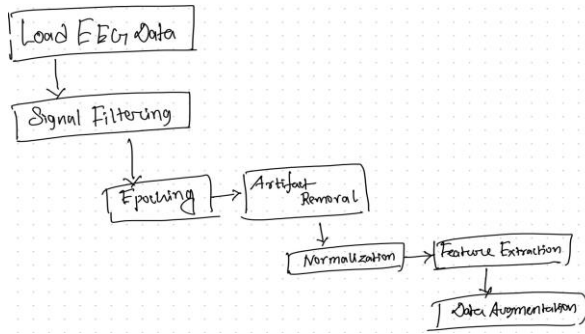 Load EEG Data
Signal Filtering
Epoching
Artifact
Removal
Normalization
Feature Extraction
Data Augmentation